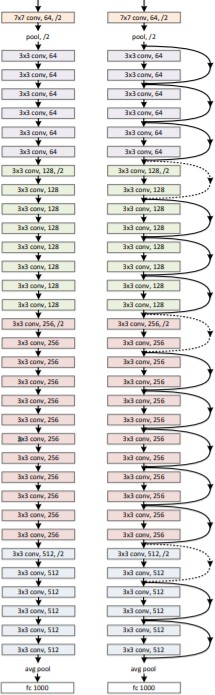 7x7 conv, 64, /2
pool, /2
3x3 conv, 64
3x3 conv, 64
3x3 conv, 64
3x3 conv, 64
3x3 conv, 64
3x3 conv, 64
3x3 conv, 128, /2
3x3 conv, 128
3x3 conv, 128
3x3 conv, 128
3x3 conv, 128
3x3 conv, 128
3x3 conv, 128
3x3 conv, 128
3x3 conv, 256, /2
3x3 conv, 256
3x3 conv, 256
3x3 conv, 256
3x3 conv, 256
3x3 conv, 256
3x3 conv, 256
3x3 conv, 256
3x3 conv, 256
3x3 conv, 256
3x3 conv, 256
3x3 conv, 256
3x3 conv, 512, /2
3x3 conv, 512
3x3 conv, 512
3x3 conv, 512
3x3 conv, 512
3x3 conv, 512
avg pool
fc 1000
7x7 conv, 64, /2
pool, /2
3x3 conv, 64
3x3 conv, 64
3x3 conv, 64
3x3 conv, 64
3x3 conv, 64
3x3 conv, 64
3x3 conv, 128, /2
3x3 conv, 128
3x3 conv, 128
3x3 conv, 128
3x3 conv, 128
3x3 conv, 128
3x3 conv, 128
3x3 conv, 128
3x3 conv, 256, /2
3x3 conv, 256
3x3 conv, 256
3x3 conv, 256
3x3 conv, 256
3x3 conv, 256
3x3 conv, 256
3x3 conv, 256
3x3 conv, 256
3x3 conv, 256
3x3 conv, 256
3x3 conv, 256
3x3 conv, 512, /2
3x3 conv, 512
3x3 conv, 512
3x3 conv, 512
3x3 conv, 512
3x3 conv, 512
avg pool
fc 1000